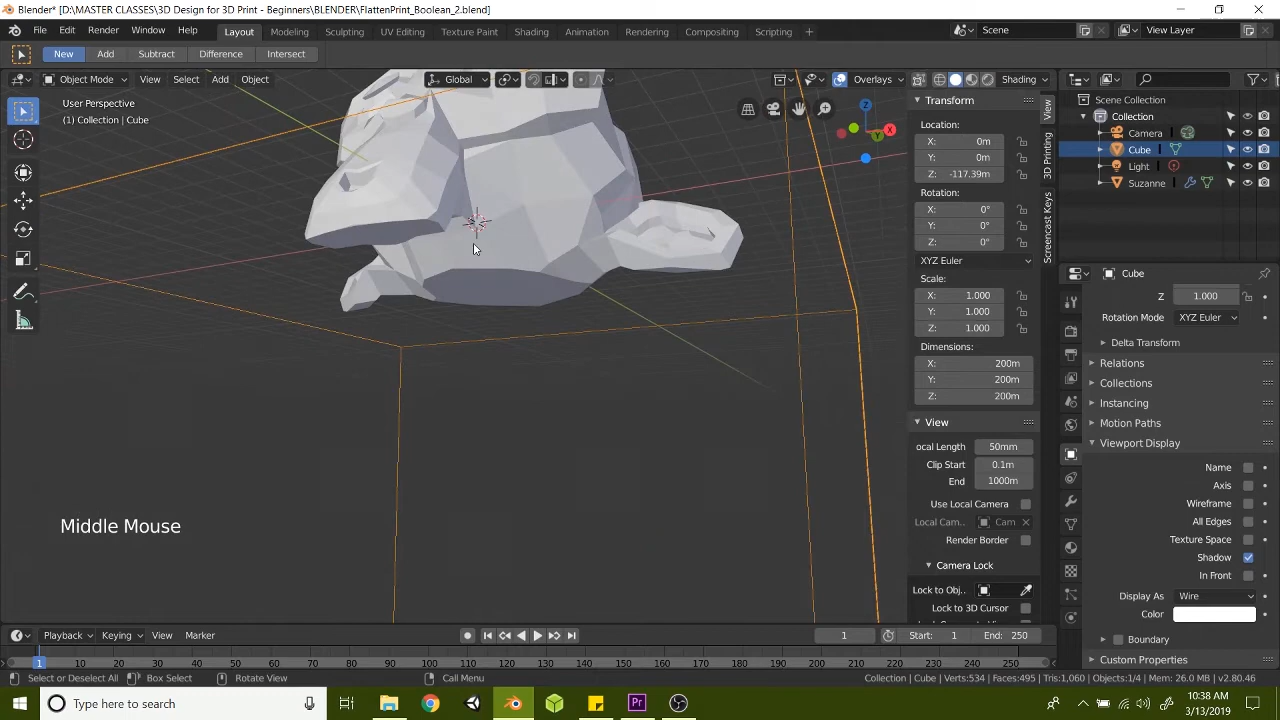 Blender* [D:\MASTER CLASSES\3D Design for 3D Print - Beginners\BLENDER\FlattenPrint_Boolean_2.blend]
File Edit Render Window Help Layout Modeling Sculpting UV Editing Texture Paint Shading Animation Rendering Compositing Scripting Scene View Layer
New Add Subtract Difference Intersect
Object Mode View Select Add Object Global Overlays Shading
User Perspective
(1) Collection | Cube
Transform
Location:
X: 0m
Y: 0m
Z: -117.39m
Rotation:
X: 0°
Y: 0°
Z: 0°
XYZ Euler
Scale:
X: 1.000
Y: 1.000
Z: 1.000
Dimensions:
X: 200m
Y: 200m
Z: 200m
View
ocal Length 50mm
Clip Start 0.1m
End 1000m
Use Local Camera
Local Cam.. Cam
Render Border
Camera Lock
Lock to Obj..
Lock to 3D Cursor
View
3D Printing
Screencast Keys
Scene Collection
Collection
Camera
Cube
Light
Suzanne
Cube
Z 1.000
Rotation Mode XYZ Euler
Delta Transform
Relations
Collections
Instancing
Motion Paths
Viewport Display
Name
Axis
Wireframe
All Edges
Texture Space
Shadow
In Front
Display As Wire
Color
Boundary
Custom Properties
Middle Mouse
Playback Keying View Marker 1 Start: 1 End: 250
1 10 20 30 40 50 60 70 80 90 100 110 120 130 140 150 160 170 180 190 200 210 220 230 240 250
Select or Deselect All Box Select Rotate View Call Menu Collection | Cube | Verts:534 | Faces:495 | Tris:1,060 | Objects:1/4 | Mem: 26.0 MB | v2.80.46
Type here to search
10:38 AM
3/13/2019